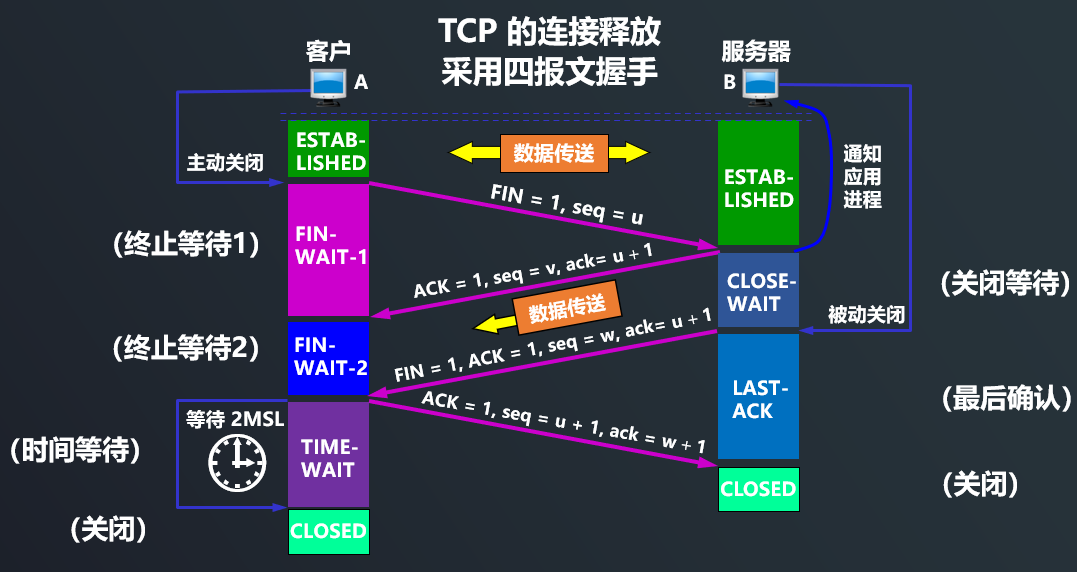 TCP 的连接释放
采用四报文握手
客户
A
服务器
B
ESTAB-
LISHED
主动关闭
数据传送
ESTAB-
LISHED
通知
应用
进程
FIN = 1, seq = u
(终止等待1)
FIN-
WAIT-1
ACK = 1, seq = v, ack= u + 1
CLOSE-
WAIT
(关闭等待)
数据传送
被动关闭
(终止等待2)
FIN-
WAIT-2
FIN = 1, ACK = 1, seq = w, ack= u + 1
LAST-
ACK
(最后确认)
ACK = 1, seq = u + 1, ack = w + 1
等待 2MSL
(时间等待)
TIME-
WAIT
CLOSED
(关闭)
(关闭)
CLOSED